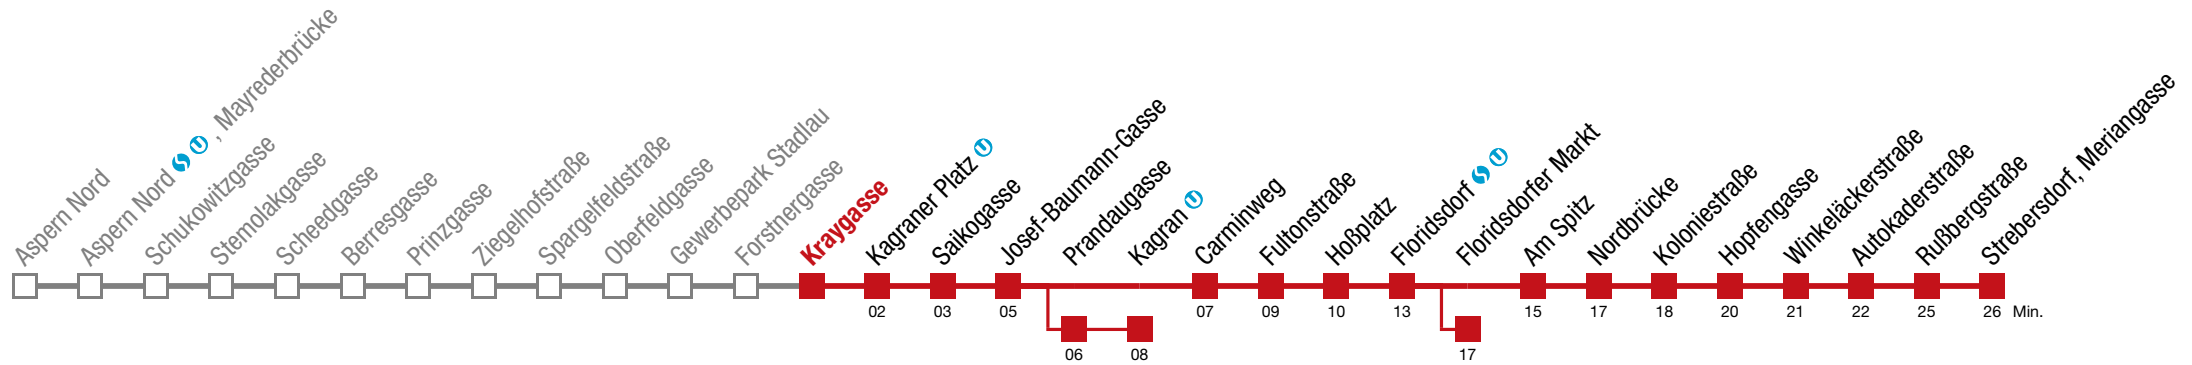 Aspern Nord
Aspern Nord S U , Mayrederbrücke
Schukowitzgasse
Stemolakgasse
Scheedgasse
Berresgasse
Prinzgasse
Ziegelhofstraße
Spargelfeldstraße
Oberfeldgasse
Gewerbepark Stadlau
Forstnergasse
Kraygasse
Kagraner Platz U
Saikogasse
Josef-Baumann-Gasse
Prandaugasse
Kagran U
Carminweg
Fultonstraße
Hoßplatz
Floridsdorf S U
Floridsdorfer Markt
Am Spitz
Nordbrücke
Koloniestraße
Hopfengasse
Winkeläckerstraße
Autokaderstraße
Rußbergstraße
Strebersdorf, Meriangasse
02 03 05 07 09 10 13 15 17 18 20 21 22 25 26 Min.
06 08 17